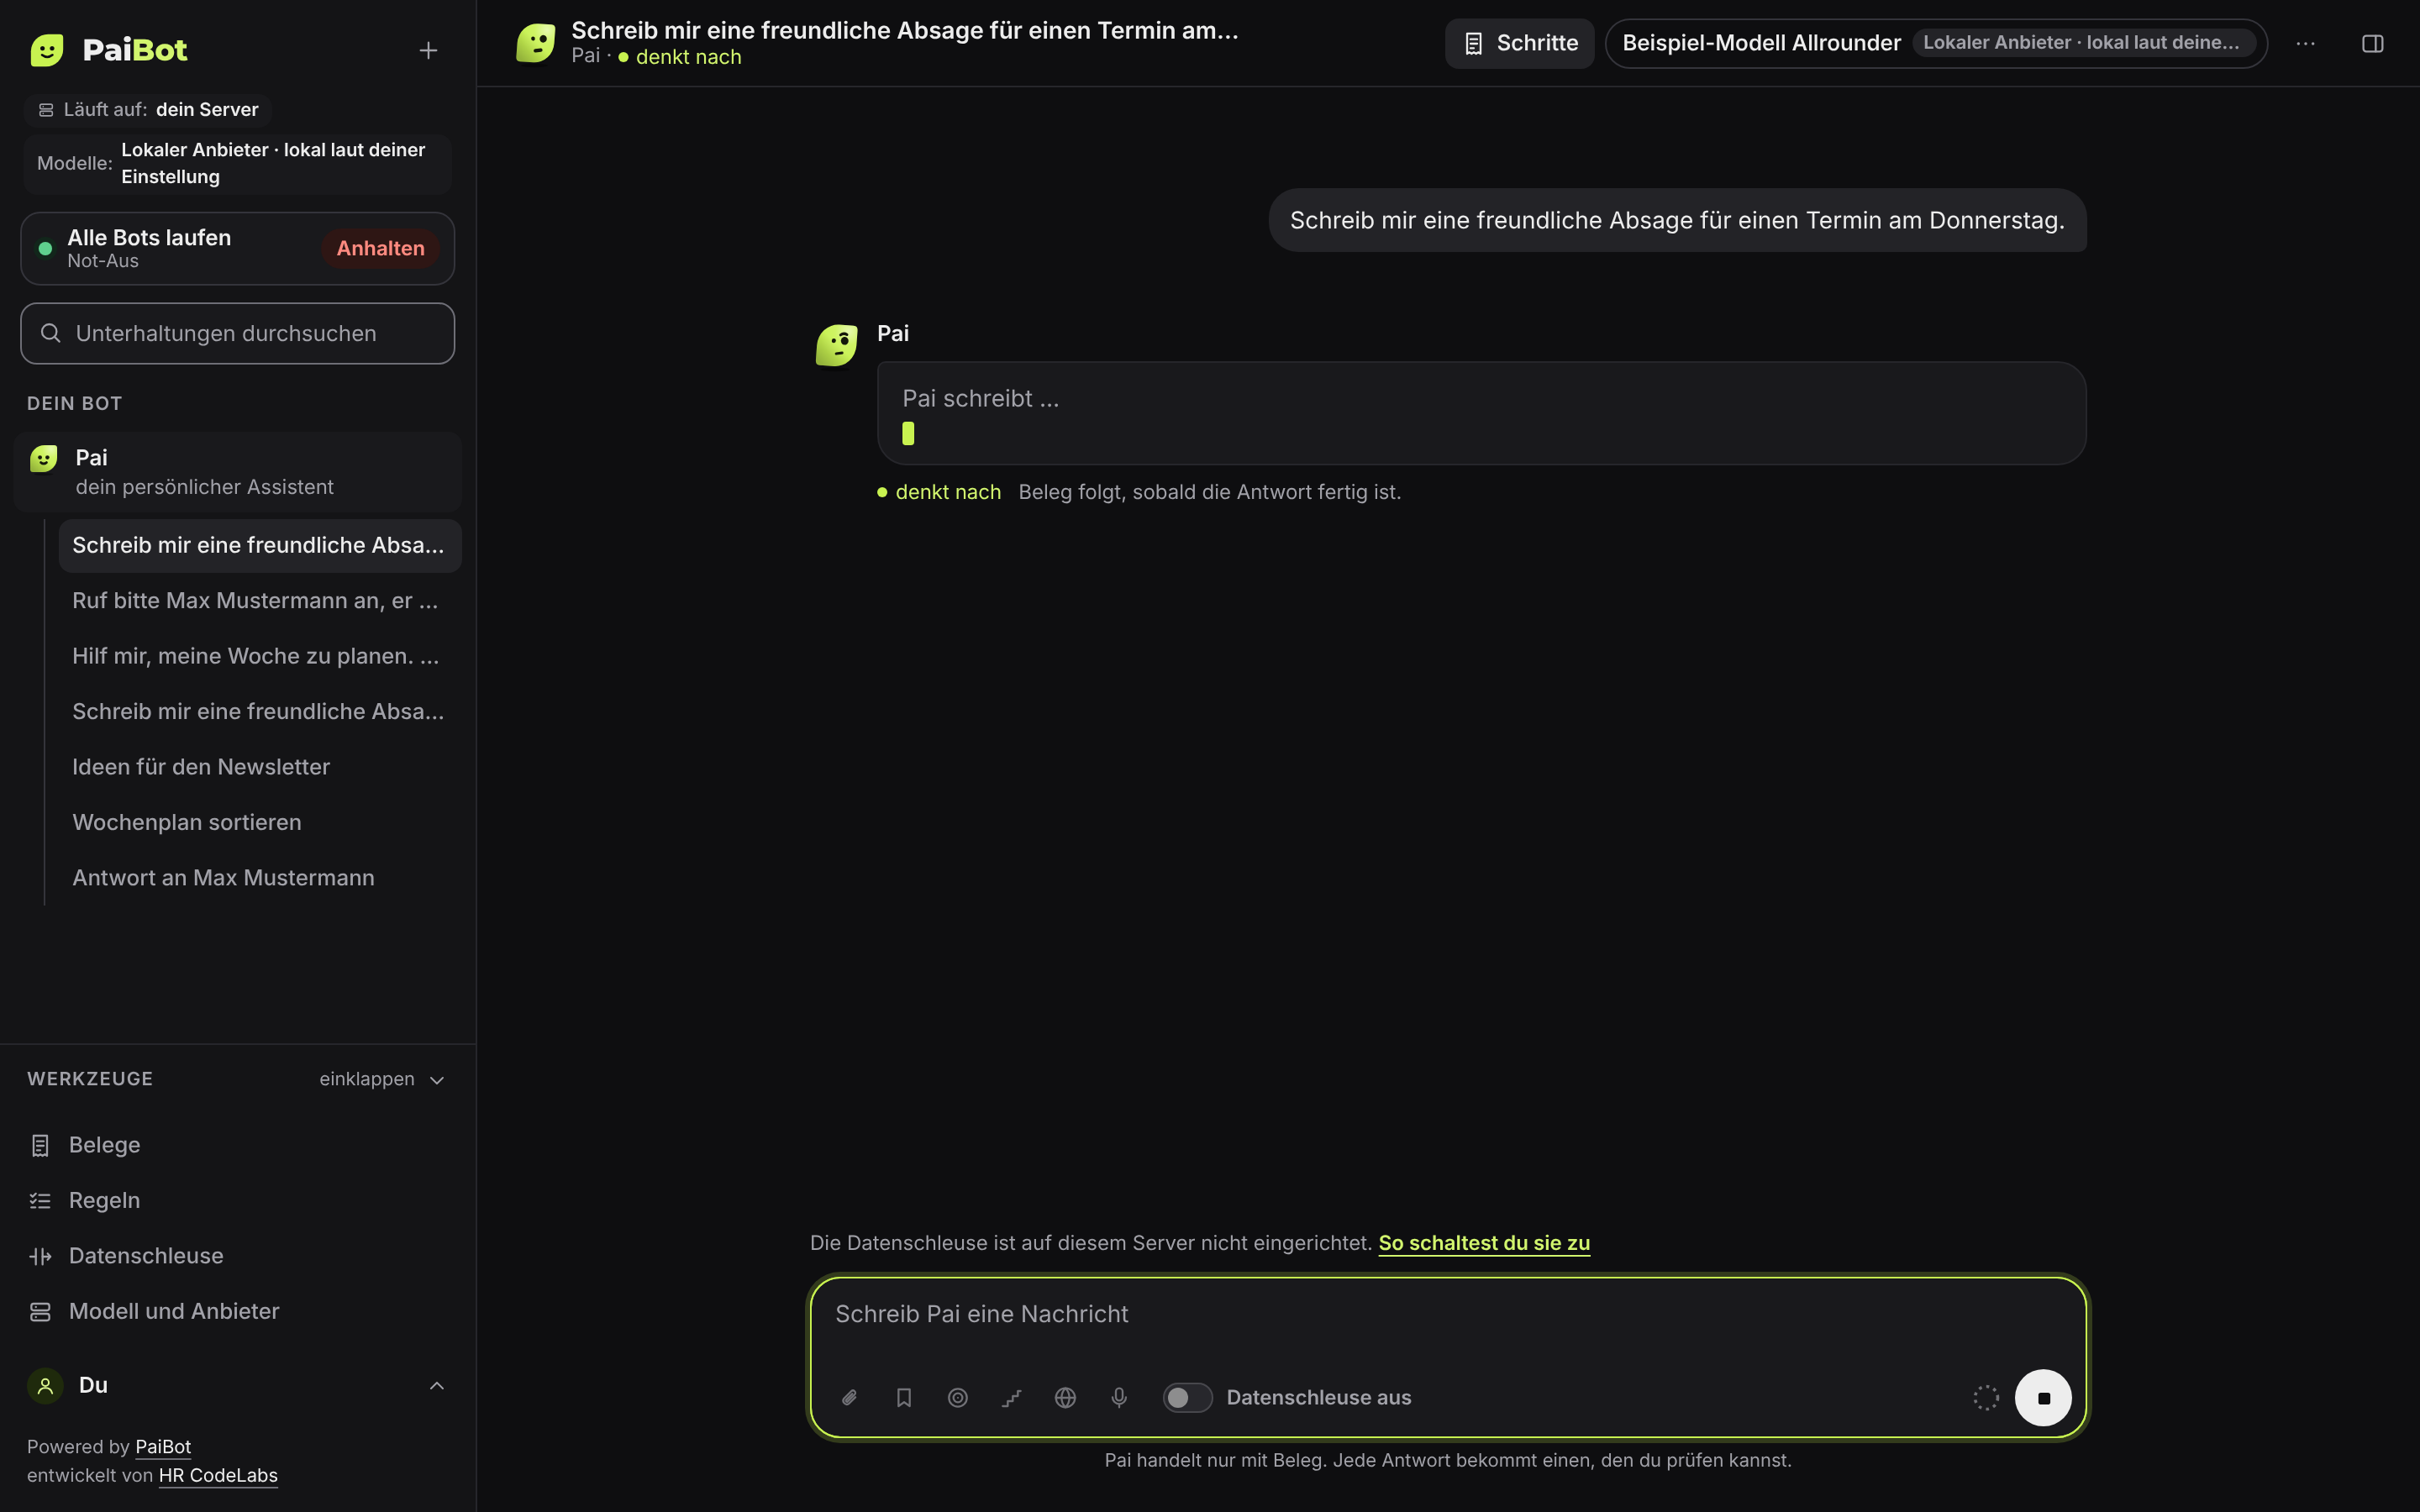 PaiBot
Läuft auf: dein Server
Modelle: Lokaler Anbieter · lokal laut deiner
Einstellung
Alle Bots laufen
Not-Aus
Anhalten
Unterhaltungen durchsuchen
DEIN BOT
Pai
dein persönlicher Assistent
Schreib mir eine freundliche Absa...
Ruf bitte Max Mustermann an, er ...
Hilf mir, meine Woche zu planen. ...
Schreib mir eine freundliche Absa...
Ideen für den Newsletter
Wochenplan sortieren
Antwort an Max Mustermann
WERKZEUGE einklappen
Belege
Regeln
Datenschleuse
Modell und Anbieter
Du
Powered by PaiBot
entwickelt von HR CodeLabs
Schreib mir eine freundliche Absage für einen Termin am...
Pai · denkt nach
Schritte
Beispiel-Modell Allrounder Lokaler Anbieter · lokal laut deine...
Schreib mir eine freundliche Absage für einen Termin am Donnerstag.
Pai
Pai schreibt ...
denkt nach Beleg folgt, sobald die Antwort fertig ist.
Die Datenschleuse ist auf diesem Server nicht eingerichtet. So schaltest du sie zu
Schreib Pai eine Nachricht
Datenschleuse aus
Pai handelt nur mit Beleg. Jede Antwort bekommt einen, den du prüfen kannst.